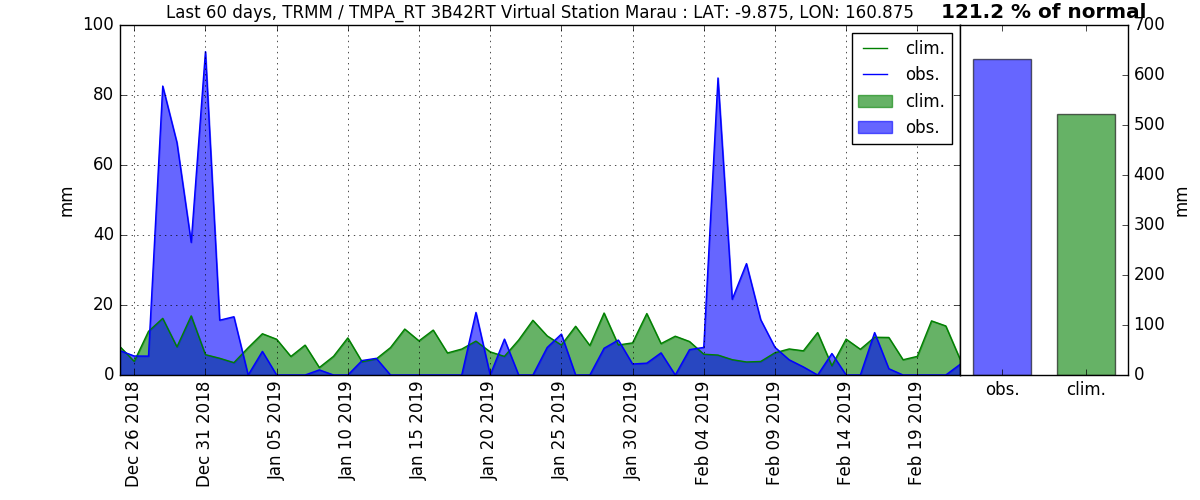 Last 60 days, TRMM / TMPA_RT 3B42RT Virtual Station Marau : LAT: -9.875, LON: 160.875
121.2 % of normal
100
80
60
40
20
0
mm
clim.
obs.
clim.
obs.
700
600
500
400
300
200
100
0
mm
obs.
clim.
Dec 26 2018
Dec 31 2018
Jan 05 2019
Jan 10 2019
Jan 15 2019
Jan 20 2019
Jan 25 2019
Jan 30 2019
Feb 04 2019
Feb 09 2019
Feb 14 2019
Feb 19 2019